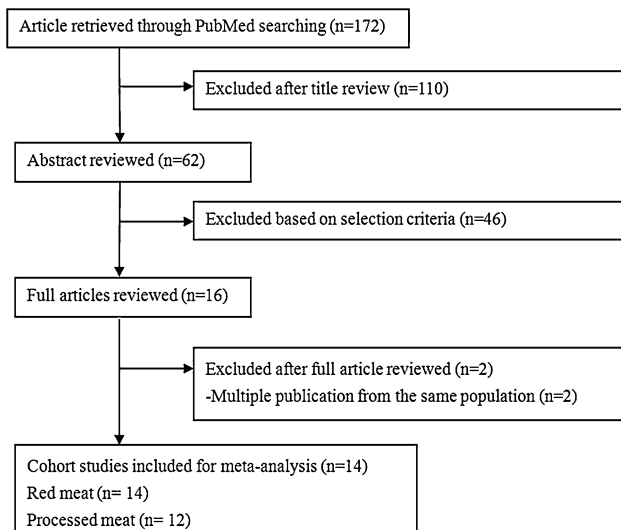 Article retrieved through PubMed searching (n=172)
Excluded after title review (n=110)
Abstract reviewed (n=62)
Excluded based on selection criteria (n=46)
Full articles reviewed (n=16)
Excluded after full article reviewed (n=2)
-Multiple publication from the same population (n=2)
Cohort studies included for meta-analysis (n=14)
Red meat (n= 14)
Processed meat (n= 12)